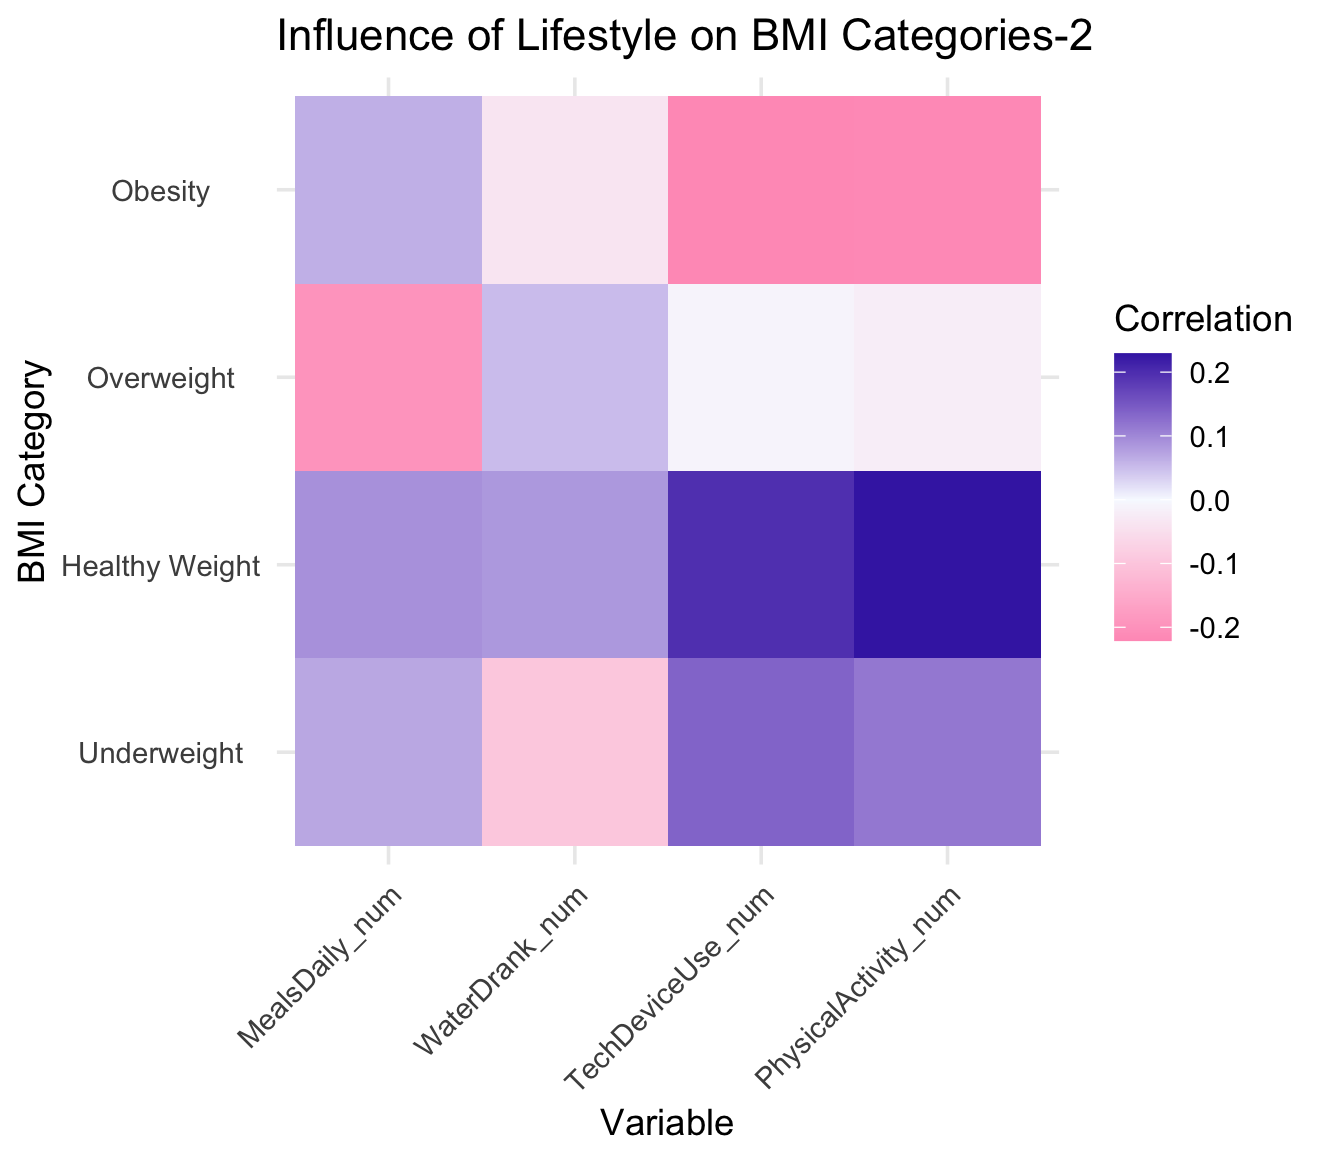 Influence of Lifestyle on BMI Categories-2
BMI Category
Obesity
Overweight
Healthy Weight
Underweight
MealsDaily_num
WaterDrank_num
TechDeviceUse_num
PhysicalActivity_num
Variable
Correlation
0.2
0.1
0.0
-0.1
-0.2